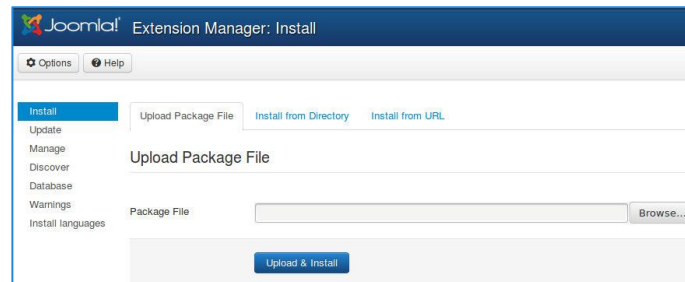 Joomla! Extension Manager: Install
Options Help
Install
Update
Manage
Discover
Database
Warnings
Install languages
Upload Package File Install from Directory Install from URL
Upload Package File
Package File Browse...
Upload & Install